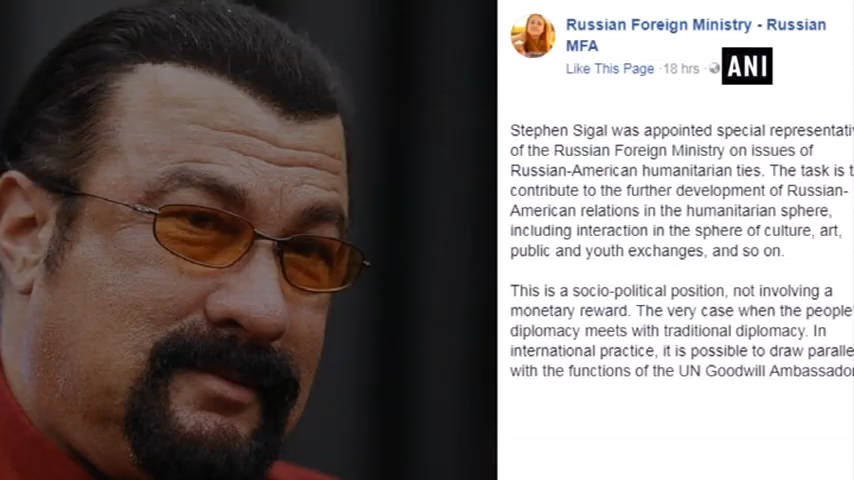 Russian Foreign Ministry - Russian
MFA
Like This Page · 18 hrs ·
ANI
Stephen Sigal was appointed special representativ
of the Russian Foreign Ministry on issues of
Russian-American humanitarian ties. The task is t
contribute to the further development of Russian-
American relations in the humanitarian sphere,
including interaction in the sphere of culture, art,
public and youth exchanges, and so on.
This is a socio-political position, not involving a
monetary reward. The very case when the people'
diplomacy meets with traditional diplomacy. In
international practice, it is possible to draw paralle
with the functions of the UN Goodwill Ambassador